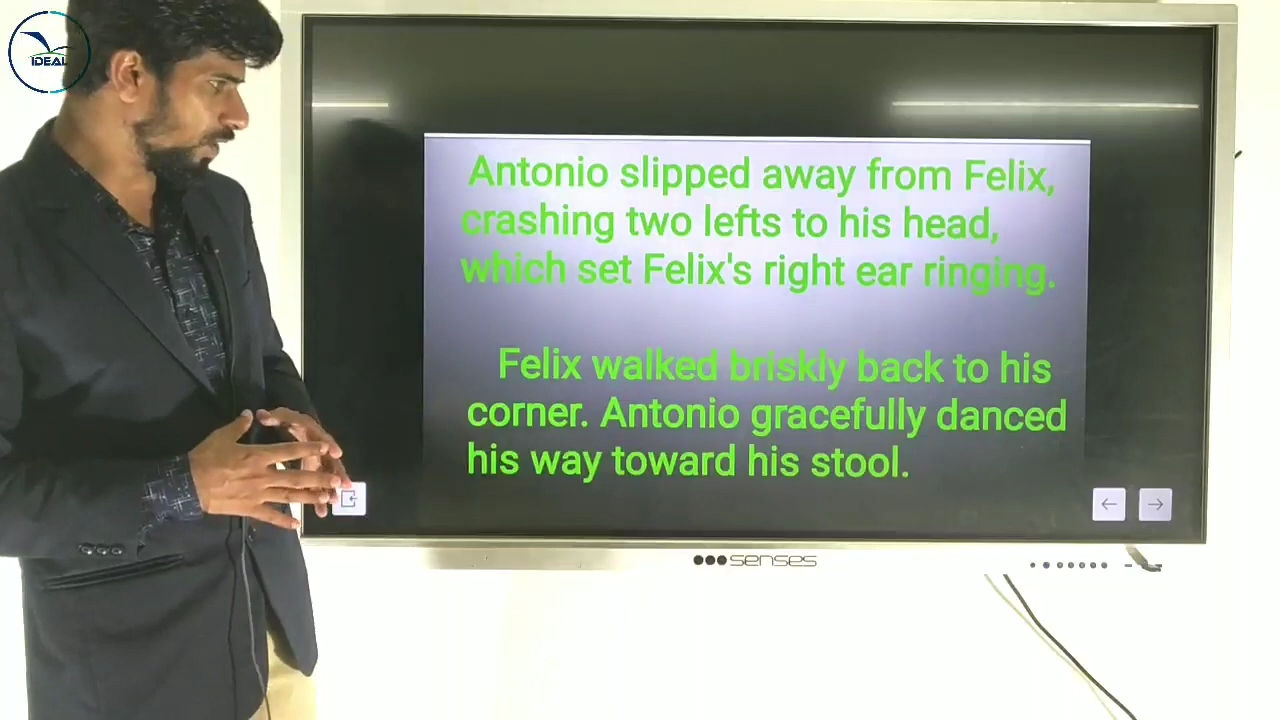 IDEAL
Antonio slipped away from Felix,
crashing two lefts to his head,
which set Felix's right ear ringing.
Felix walked briskly back to his
corner. Antonio gracefully danced
his way toward his stool.
senses